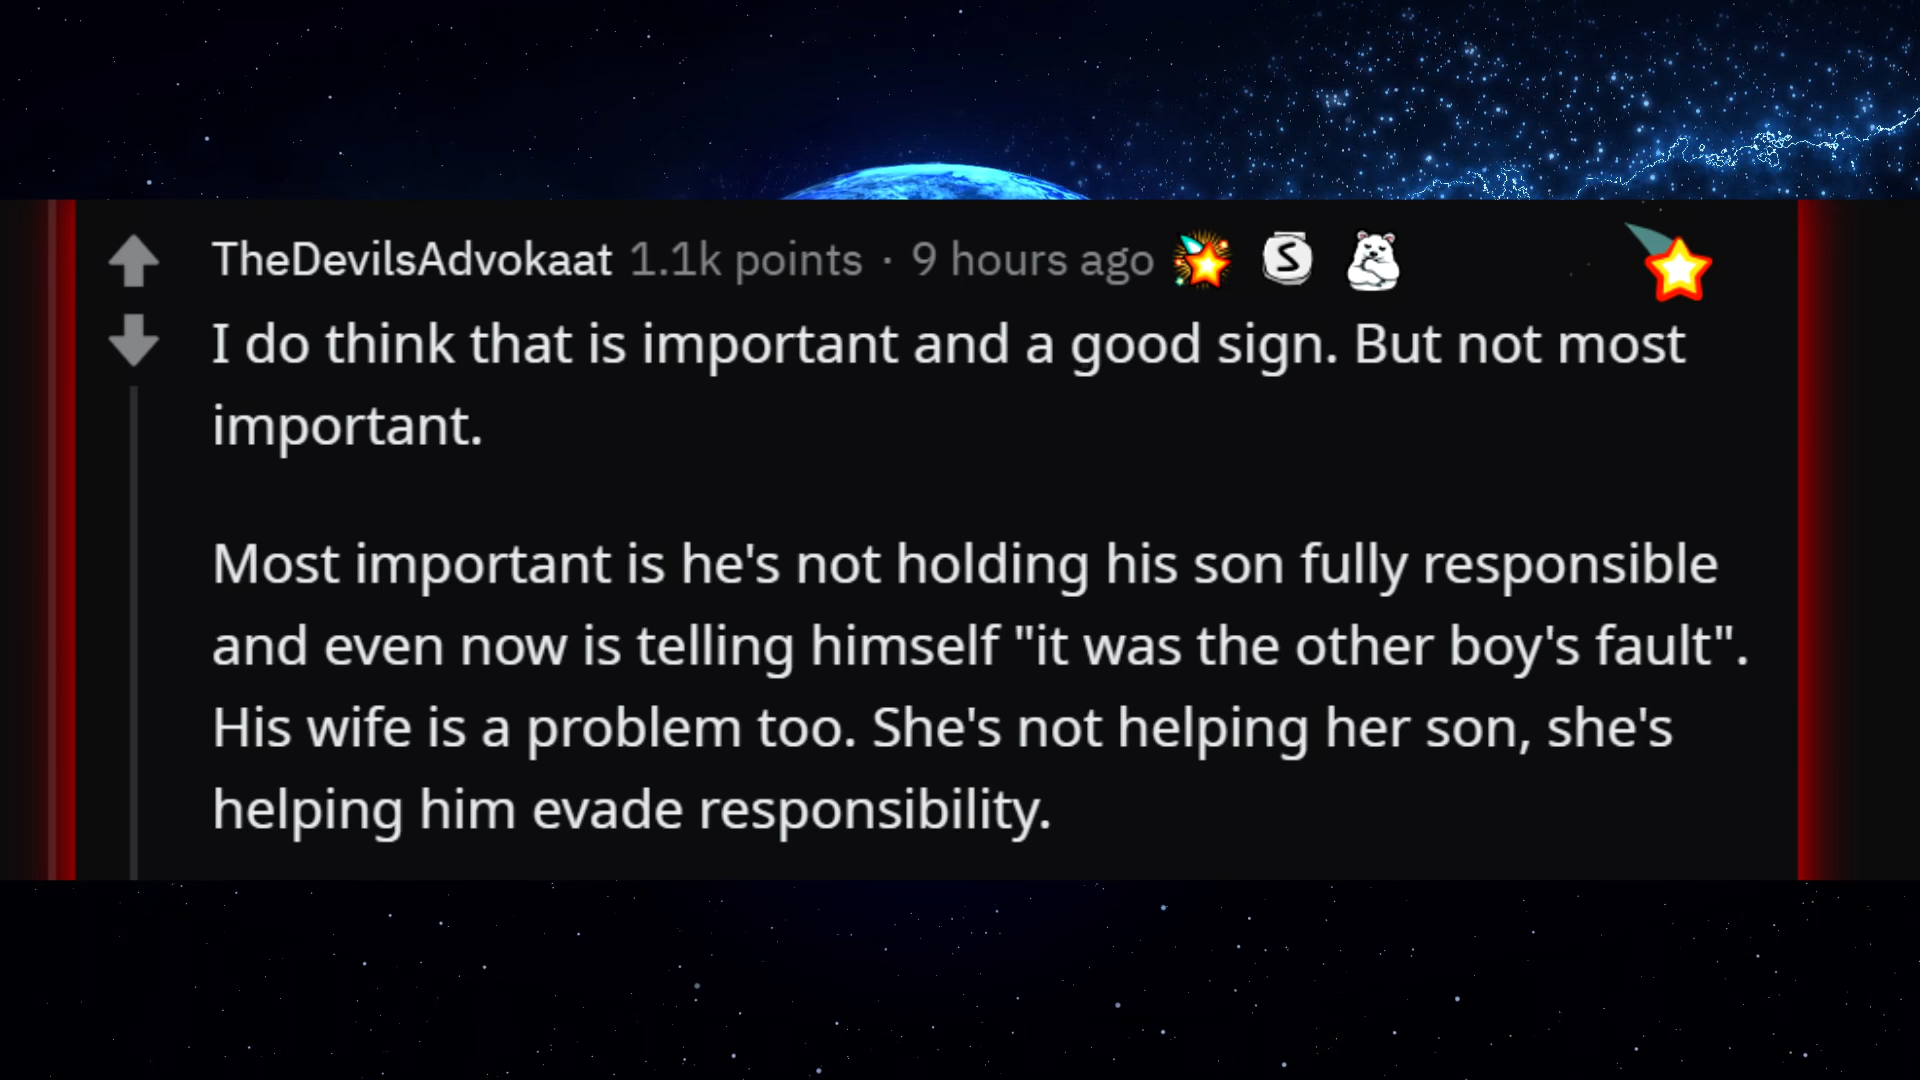 TheDevilsAdvokaat 1.1k points · 9 hours ago S
I do think that is important and a good sign. But not most
important.
Most important is he's not holding his son fully responsible
and even now is telling himself "it was the other boy's fault".
His wife is a problem too. She's not helping her son, she's
helping him evade responsibility.